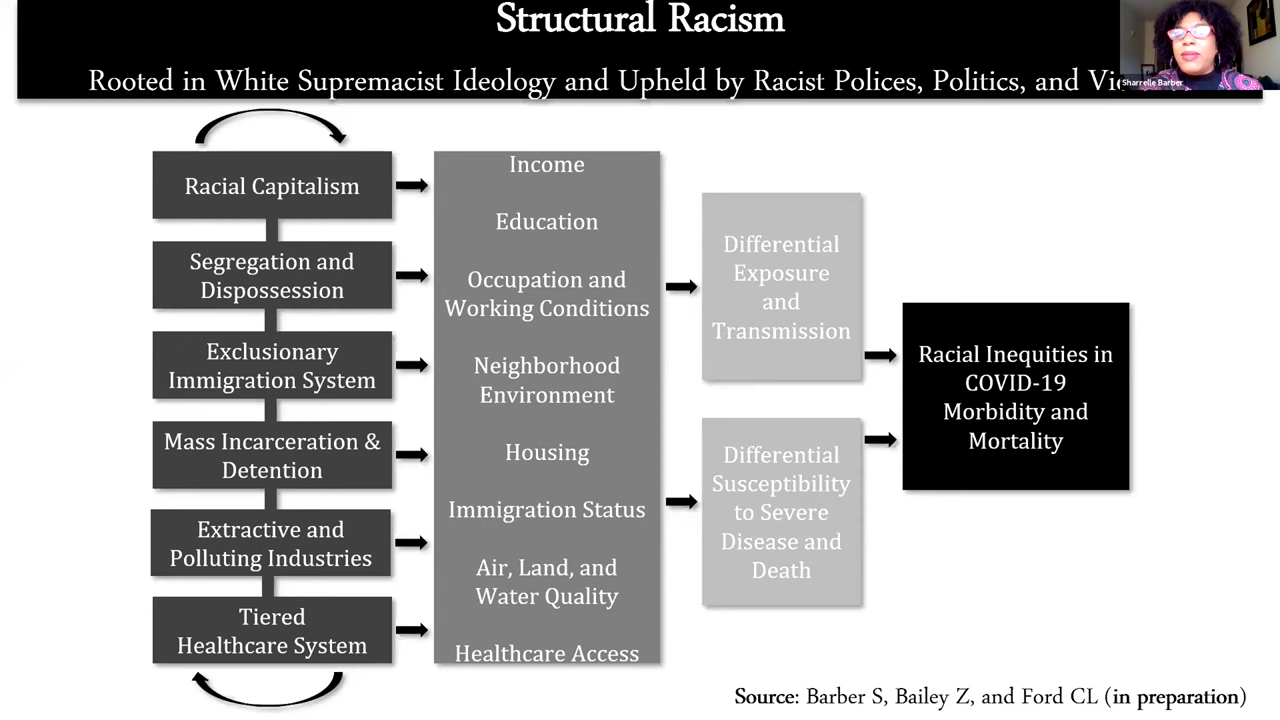 Structural Racism
Rooted in White Supremacist Ideology and Upheld by Racist Polices, Politics, and
Sharrelle Barber
Racial Capitalism
Segregation and
Dispossession
Exclusionary
Immigration System
Mass Incarceration &
Detention
Extractive and
Polluting Industries
Tiered
Healthcare System
Income
Education
Occupation and
Working Conditions
Neighborhood
Environment
Housing
Immigration Status
Air, Land, and
Water Quality
Healthcare Access
Differential
Exposure
and
Transmission
Differential
Susceptibility
to Severe
Disease and
Death
Racial Inequities in
COVID-19
Morbidity and
Mortality
Source: Barber S, Bailey Z, and Ford CL (in preparation)